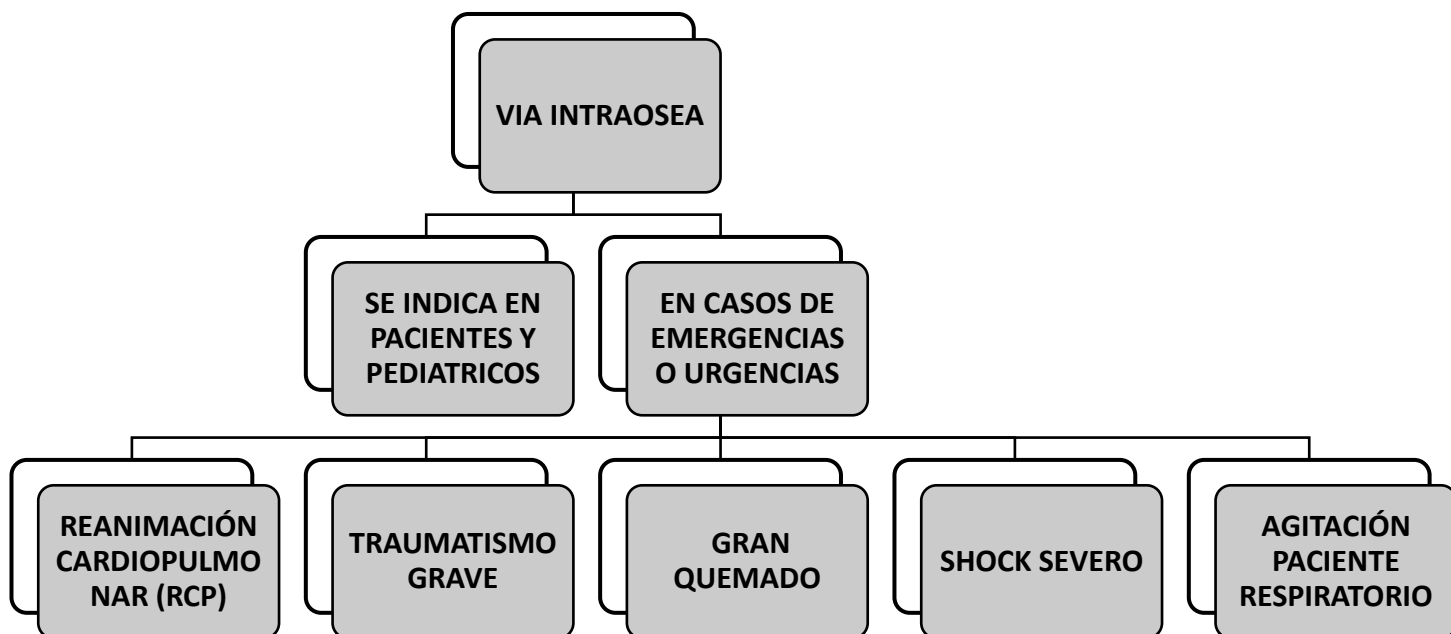 VIA INTRAOSEA
SE INDICA EN
PACIENTES Y
PEDIATRICOS
EN CASOS DE
EMERGENCIAS
O URGENCIAS
REANIMACIÓN
CARDIOPULMO
NAR (RCP)
TRAUMATISMO
GRAVE
GRAN
QUEMADO
SHOCK SEVERO
AGITACIÓN
PACIENTE
RESPIRATORIO